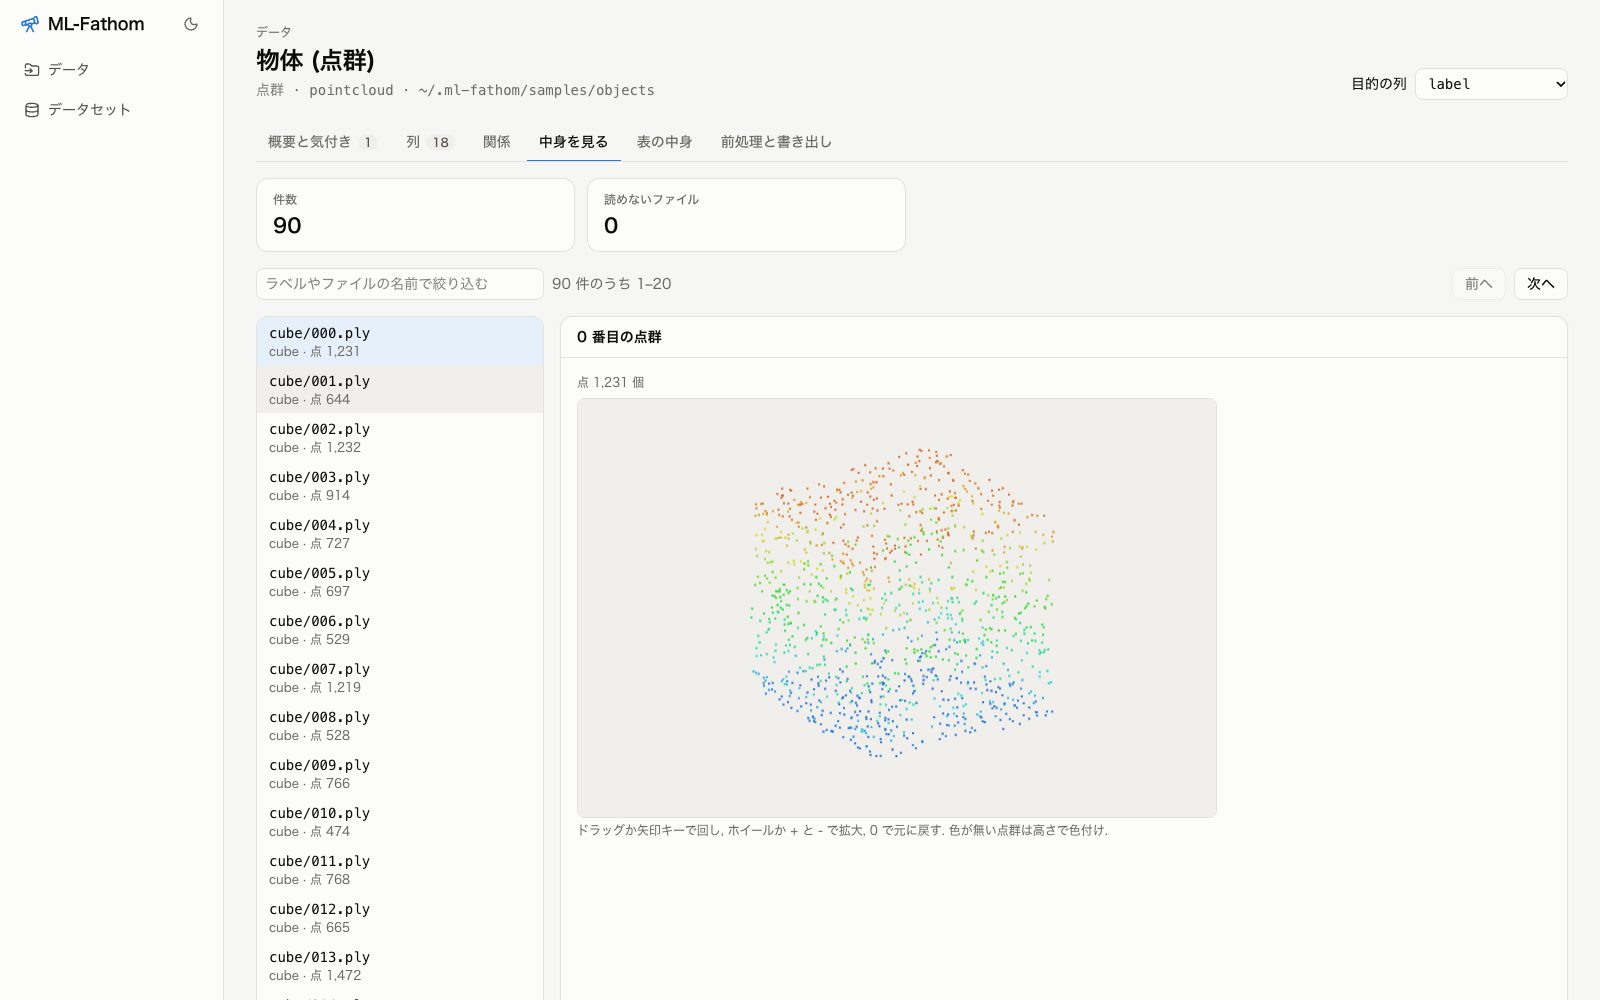 ML-Fathom
データ
データセット
データ
物体 (点群)
点群 · pointcloud · ~/.ml-fathom/samples/objects
目的の列 label
概要と気付き 1 列 18 関係 中身を見る 表の中身 前処理と書き出し
件数
90
読めないファイル
0
ラベルやファイルの名前で絞り込む 90 件のうち 1–20 前へ 次へ
cube/000.ply
cube · 点 1,231
cube/001.ply
cube · 点 644
cube/002.ply
cube · 点 1,232
cube/003.ply
cube · 点 914
cube/004.ply
cube · 点 727
cube/005.ply
cube · 点 697
cube/006.ply
cube · 点 529
cube/007.ply
cube · 点 1,219
cube/008.ply
cube · 点 528
cube/009.ply
cube · 点 766
cube/010.ply
cube · 点 474
cube/011.ply
cube · 点 768
cube/012.ply
cube · 点 665
cube/013.ply
cube · 点 1,472
0 番目の点群
点 1,231 個
ドラッグか矢印キーで回し, ホイールか + と - で拡大, 0 で元に戻す. 色が無い点群は高さで色付け.